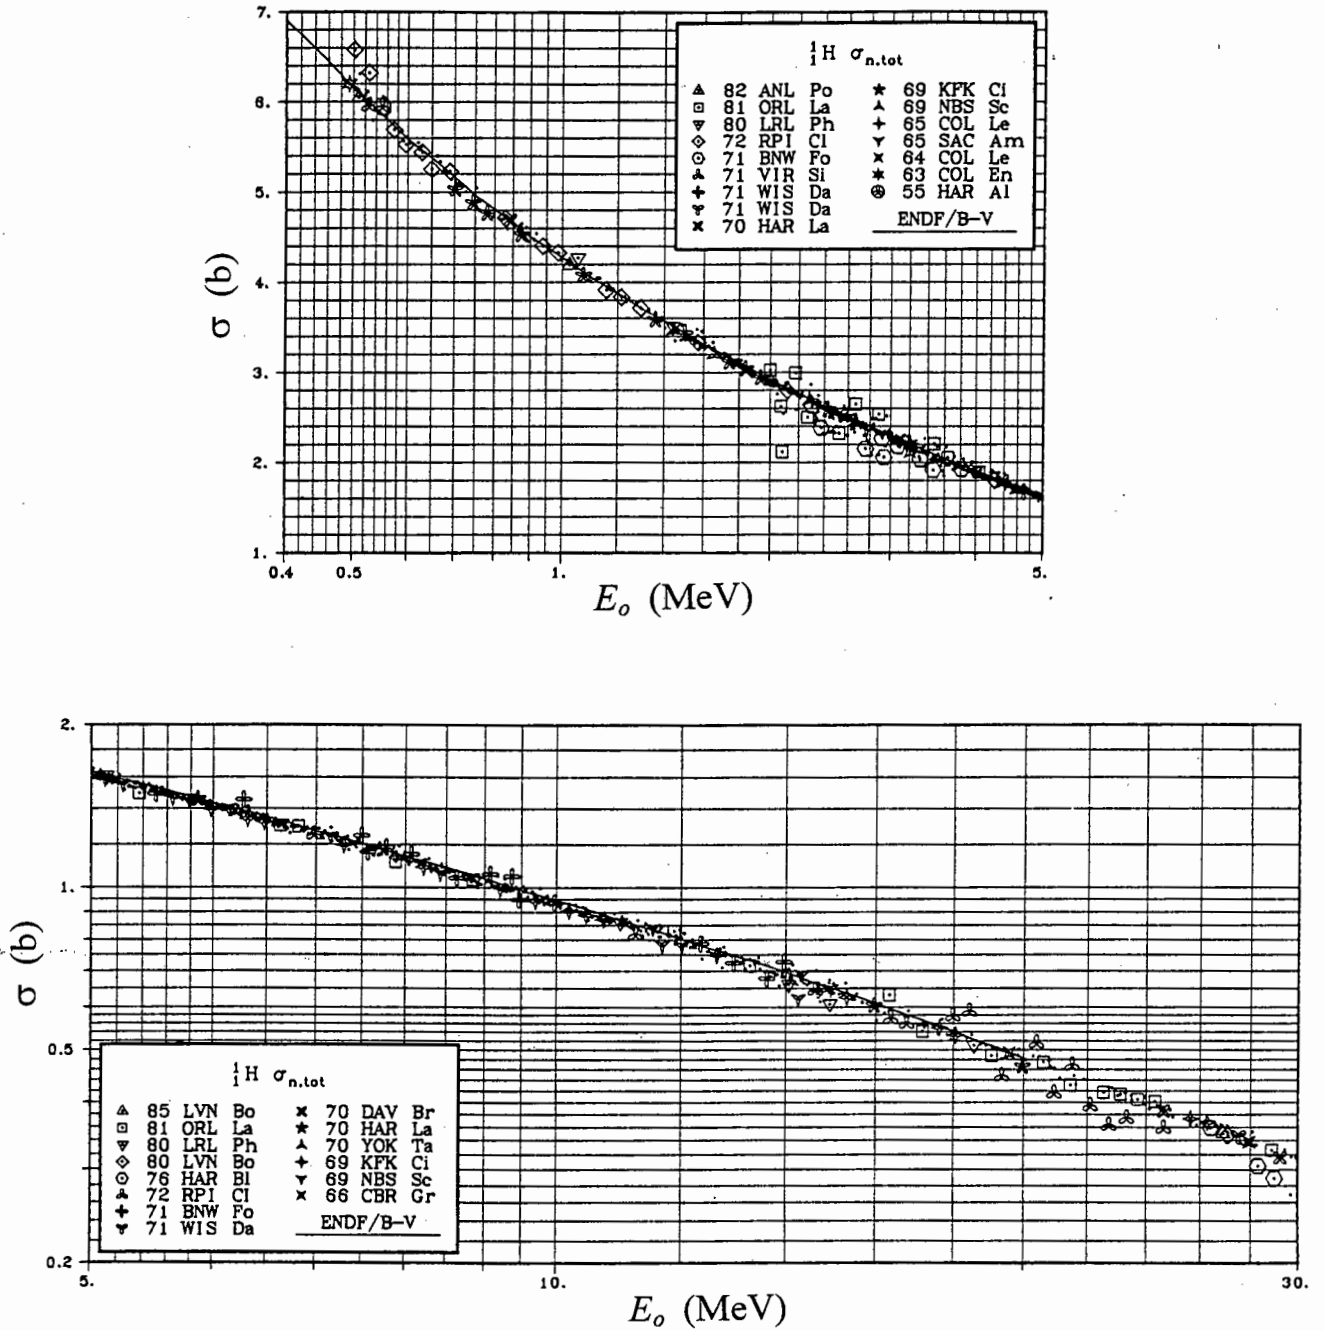 7.
6.
5.
4.
3.
2.
1.
σ (b)
¹₁H σn.tot
82 ANL Po
81 ORL La
80 LRL Ph
72 RPI Cl
71 BNW Fo
71 VIR Si
71 WIS Da
71 WIS Da
70 HAR La
69 KFK Ci
69 NBS Sc
65 COL Le
65 SAC Am
64 COL Le
63 COL En
55 HAR Al
ENDF/B-V
0.4 0.5 1. 5.
Eo (MeV)
2.
1.
0.5
0.2
σ (b)
¹₁H σn.tot
85 LVN Bo
81 ORL La
80 LRL Ph
80 LVN Bo
76 HAR Bl
72 RPI Cl
71 BNW Fo
71 WIS Da
70 DAV Br
70 HAR La
70 YOK Ta
69 KFK Ci
69 NBS Sc
66 CBR Gr
ENDF/B-V
5. 10. 30.
Eo (MeV)